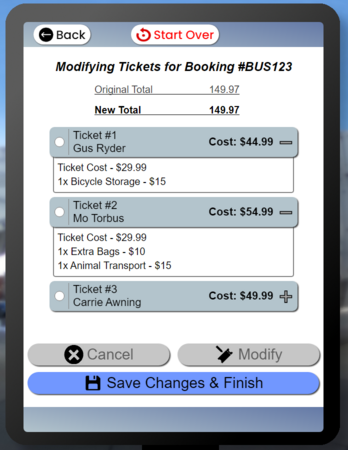 Back
Start Over
Modifying Tickets for Booking #BUS123
Original Total 149.97
New Total 149.97
Ticket #1
Gus Ryder
Cost: $44.99
Ticket Cost - $29.99
1x Bicycle Storage - $15
Ticket #2
Mo Torbus
Cost: $54.99
Ticket Cost - $29.99
1x Extra Bags - $10
1x Animal Transport - $15
Ticket #3
Carrie Awning
Cost: $49.99
Cancel
Modify
Save Changes & Finish